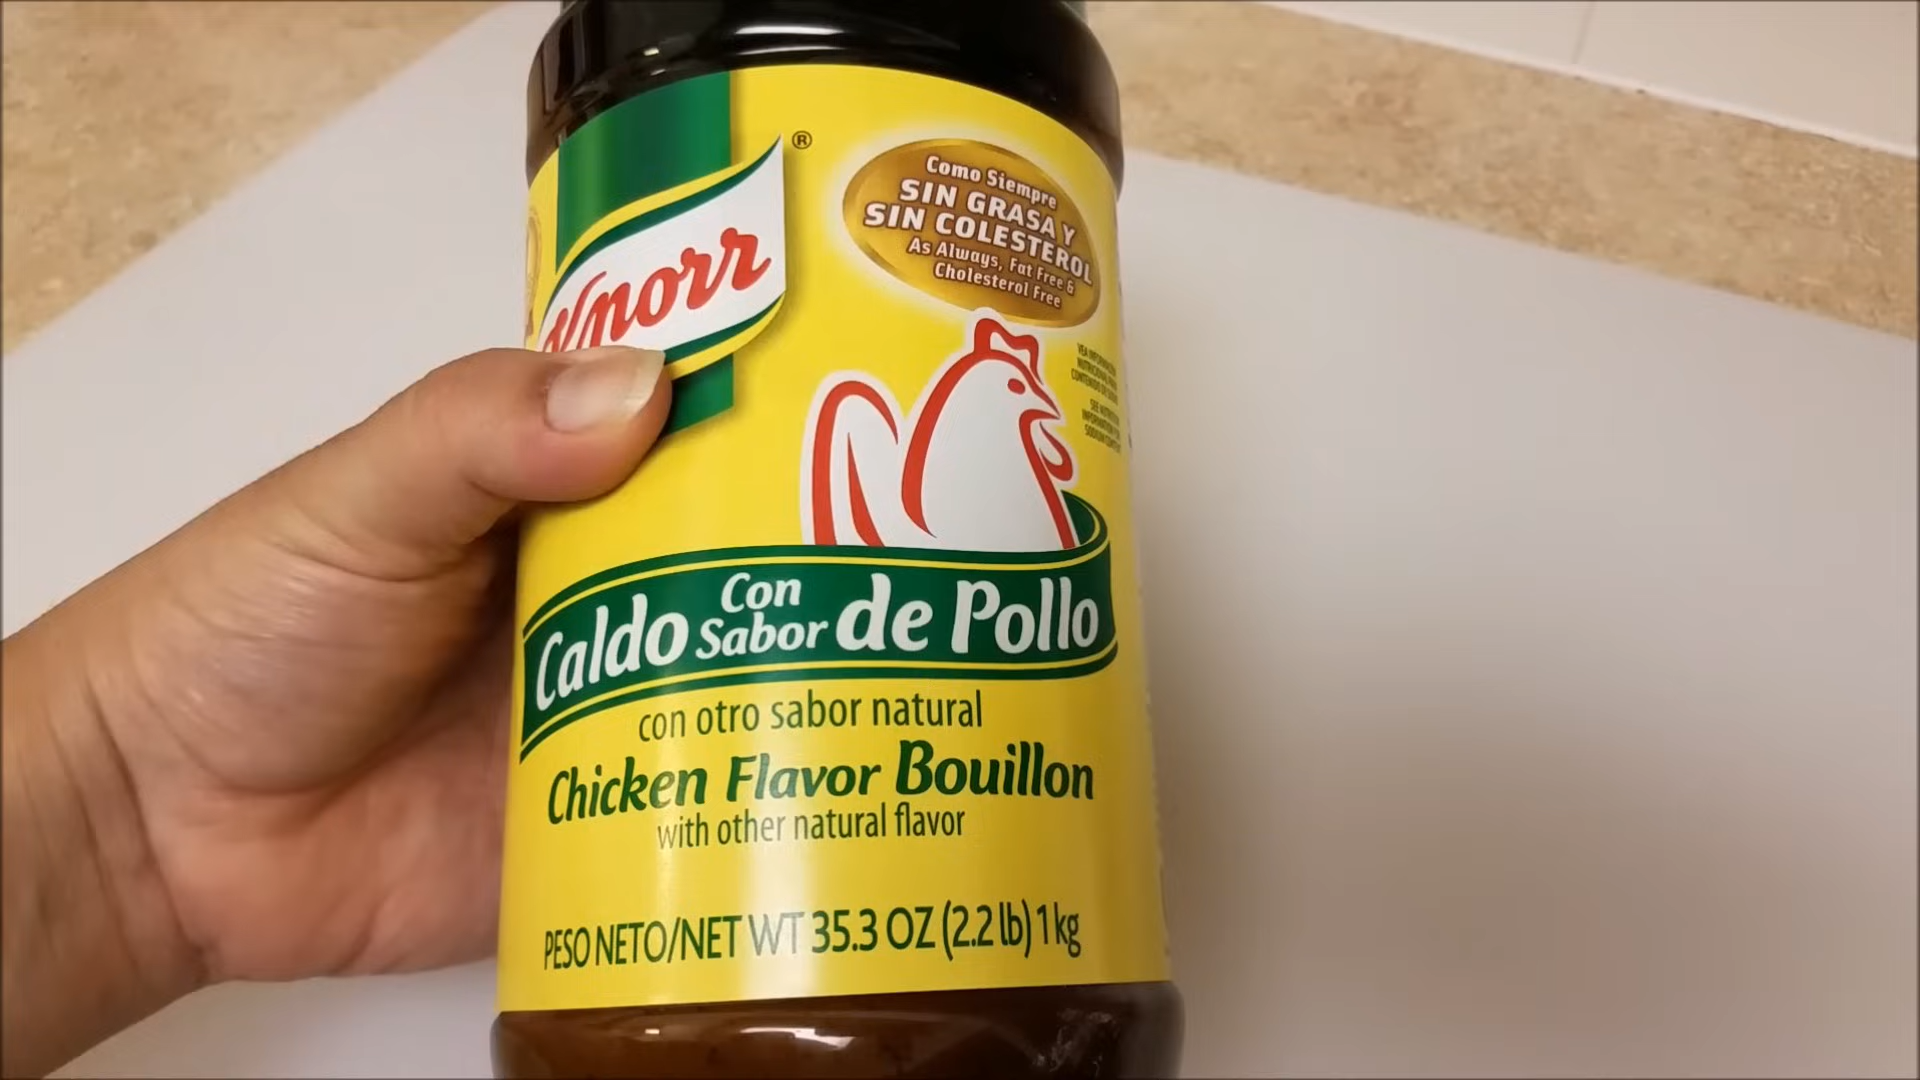 Knorr
®
Como Siempre
SIN GRASA Y
SIN COLESTEROL
As Always, Fat Free &
Cholesterol Free
SODIUM
Caldo Con Sabor de Pollo
con otro sabor natural
Chicken Flavor Bouillon
with other natural flavor
PESO NETO/NET WT 35.3 OZ (2.2 lb) 1 kg